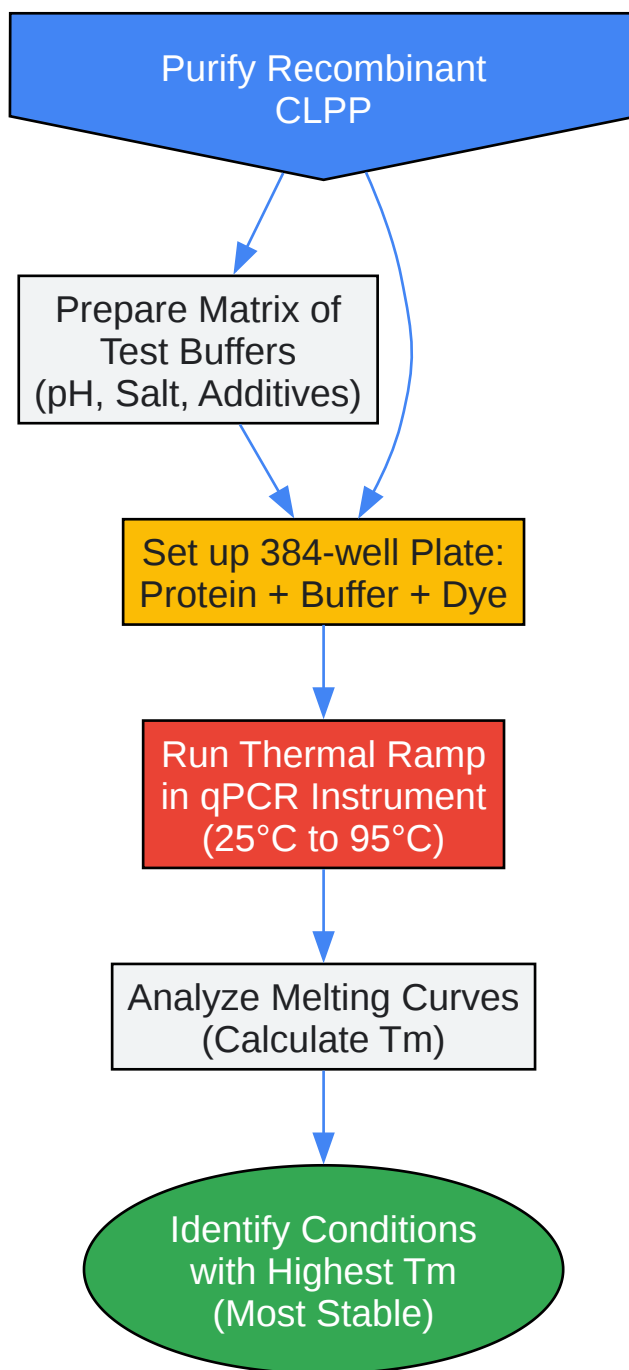 Purify Recombinant
CLPP
Prepare Matrix of
Test Buffers
(pH, Salt, Additives)
Set up 384-well Plate:
Protein + Buffer + Dye
Run Thermal Ramp
in qPCR Instrument
(25°C to 95°C)
Analyze Melting Curves
(Calculate Tm)
Identify Conditions
with Highest Tm
(Most Stable)